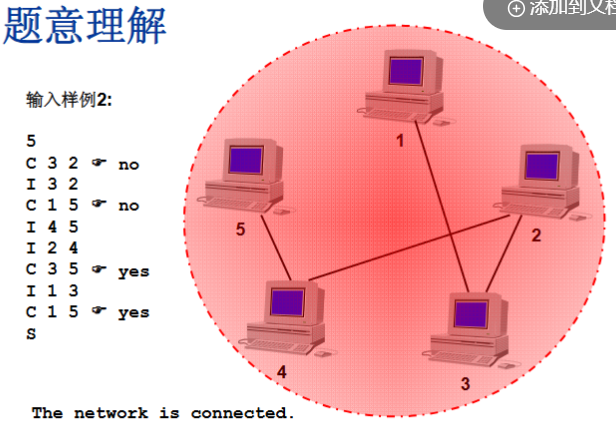 添加到文档
题意理解
输入样例2:
5
C 3 2 ☞ no
I 3 2
C 1 5 ☞ no
I 4 5
I 2 4
C 3 5 ☞ yes
I 1 3
C 1 5 ☞ yes
S
1
5
2
4
3
The network is connected.